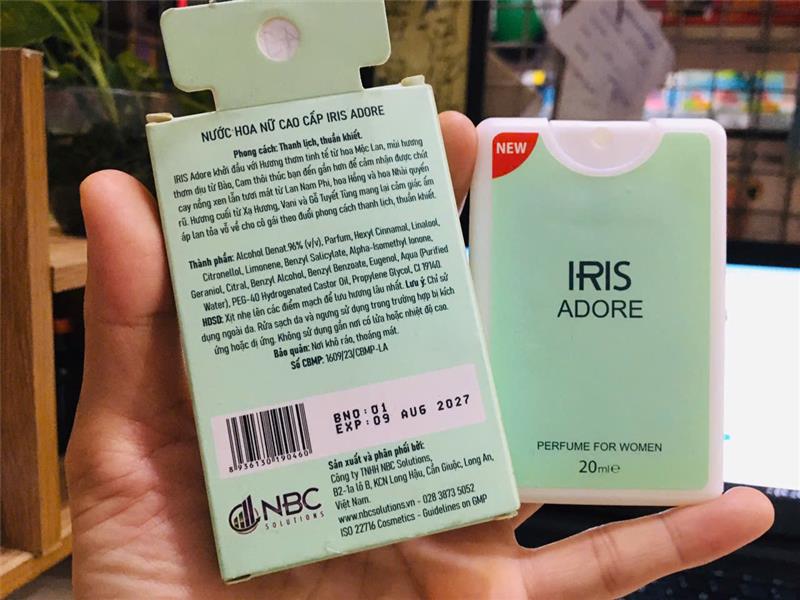 NƯỚC HOA NỮ CAO CẤP IRIS ADORE
Phong cách: Thanh lịch, thuần khiết.
IRIS Adore khởi đầu với Hương thơm tinh tế từ hoa Mộc Lan, mùi hương
thơm dịu từ Đào, Cam thôi thúc bạn đến gần hơn để cảm nhận được chút
cay nồng xen lẫn tươi mát từ Lan Nam Phi, hoa Hồng và hoa Nhài quyến
rũ. Hương cuối từ Xạ Hương, Vani và Gỗ Tuyết Tùng mang lại cảm giác ấm
áp lan tỏa vỗ về cho cô gái theo đuổi phong cách thanh lịch, thuần khiết.
Thành phần: Alcohol Denat.96% (v/v), Parfum, Hexyl Cinnamal, Linalool,
Citronellol, Limonene, Benzyl Salicylate, Alpha-Isomethyl Ionone,
Geraniol, Citral, Benzyl Alcohol, Benzyl Benzoate, Eugenol, Aqua (Purified
Water), PEG-40 Hydrogenated Castor Oil, Propylene Glycol, CI 19140.
HDSD: Xịt nhẹ lên các điểm mạch để lưu hương lâu nhất. Lưu ý: Chỉ sử
dụng ngoài da. Rửa sạch da và ngưng sử dụng trong trường hợp bị kích
ứng hoặc dị ứng. Không sử dụng gần nơi có lửa hoặc nhiệt độ cao.
Bảo quản: Nơi khô ráo, thoáng mát.
Số CBMP: 1609/23/CBMP-LA
BNO:01
EXP:09 AUG 2027
8 936130 190460
Sản xuất và phân phối bởi:
Công ty TNHH NBC Solutions,
B2-1a lô B, KCN Long Hậu, Cần Giuộc, Long An,
Việt Nam.
www.nbcsolutions.vn - 028 3873 5052
ISO 22716 Cosmetics - Guidelines on GMP
NBC
SOLUTIONS
NEW
IRIS
ADORE
PERFUME FOR WOMEN
20ml℮